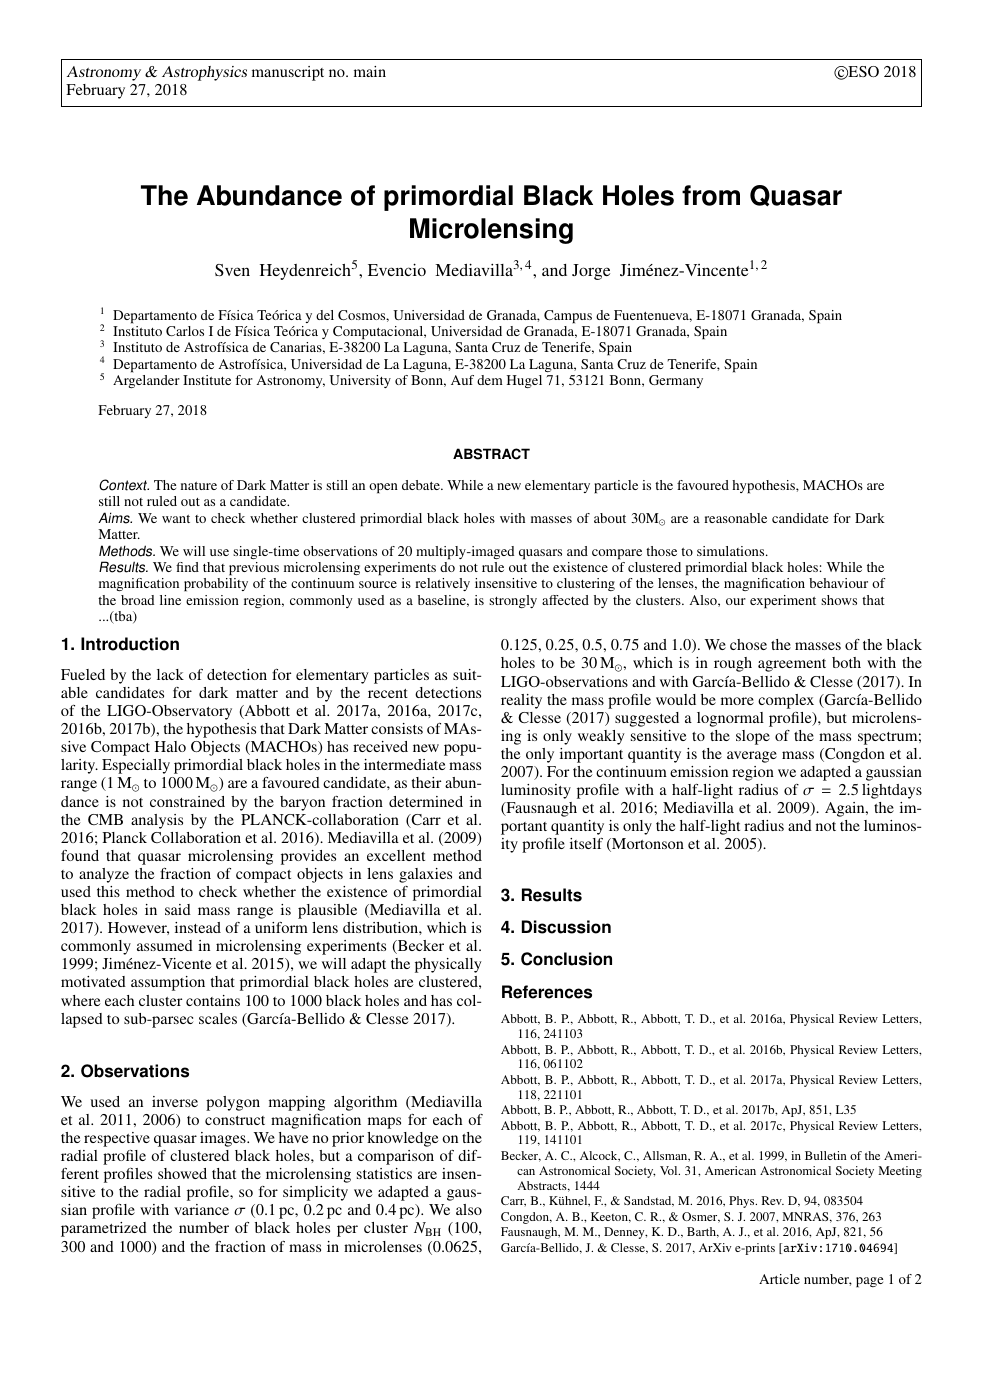 Astronomy & Astrophysics manuscript no. main
©ESO 2018
February 27, 2018
The Abundance of primordial Black Holes from Quasar
Microlensing
Sven Heydenreich5, Evencio Mediavilla3, 4, and Jorge Jiménez-Vincente1, 2
1 Departamento de Física Teórica y del Cosmos, Universidad de Granada, Campus de Fuentenueva, E-18071 Granada, Spain
2 Instituto Carlos I de Física Teórica y Computacional, Universidad de Granada, E-18071 Granada, Spain
3 Instituto de Astrofísica de Canarias, E-38200 La Laguna, Santa Cruz de Tenerife, Spain
4 Departamento de Astrofísica, Universidad de La Laguna, E-38200 La Laguna, Santa Cruz de Tenerife, Spain
5 Argelander Institute for Astronomy, University of Bonn, Auf dem Hugel 71, 53121 Bonn, Germany
February 27, 2018
ABSTRACT
Context. The nature of Dark Matter is still an open debate. While a new elementary particle is the favoured hypothesis, MACHOs are
still not ruled out as a candidate.
Aims. We want to check whether clustered primordial black holes with masses of about 30M⊙ are a reasonable candidate for Dark
Matter.
Methods. We will use single-time observations of 20 multiply-imaged quasars and compare those to simulations.
Results. We find that previous microlensing experiments do not rule out the existence of clustered primordial black holes: While the
magnification probability of the continuum source is relatively insensitive to clustering of the lenses, the magnification behaviour of
the broad line emission region, commonly used as a baseline, is strongly affected by the clusters. Also, our experiment shows that
...(tba)
1. Introduction
Fueled by the lack of detection for elementary particles as suit-
able candidates for dark matter and by the recent detections
of the LIGO-Observatory (Abbott et al. 2017a, 2016a, 2017c,
2016b, 2017b), the hypothesis that Dark Matter consists of MAs-
sive Compact Halo Objects (MACHOs) has received new popu-
larity. Especially primordial black holes in the intermediate mass
range (1 M⊙ to 1000 M⊙) are a favoured candidate, as their abun-
dance is not constrained by the baryon fraction determined in
the CMB analysis by the PLANCK-collaboration (Carr et al.
2016; Planck Collaboration et al. 2016). Mediavilla et al. (2009)
found that quasar microlensing provides an excellent method
to analyze the fraction of compact objects in lens galaxies and
used this method to check whether the existence of primordial
black holes in said mass range is plausible (Mediavilla et al.
2017). However, instead of a uniform lens distribution, which is
commonly assumed in microlensing experiments (Becker et al.
1999; Jiménez-Vicente et al. 2015), we will adapt the physically
motivated assumption that primordial black holes are clustered,
where each cluster contains 100 to 1000 black holes and has col-
lapsed to sub-parsec scales (García-Bellido & Clesse 2017).
2. Observations
We used an inverse polygon mapping algorithm (Mediavilla
et al. 2011, 2006) to construct magnification maps for each of
the respective quasar images. We have no prior knowledge on the
radial profile of clustered black holes, but a comparison of dif-
ferent profiles showed that the microlensing statistics are insen-
sitive to the radial profile, so for simplicity we adapted a gaus-
sian profile with variance σ (0.1 pc, 0.2 pc and 0.4 pc). We also
parametrized the number of black holes per cluster NBH (100,
300 and 1000) and the fraction of mass in microlenses (0.0625,
0.125, 0.25, 0.5, 0.75 and 1.0). We chose the masses of the black
holes to be 30 M⊙, which is in rough agreement both with the
LIGO-observations and with García-Bellido & Clesse (2017). In
reality the mass profile would be more complex (García-Bellido
& Clesse (2017) suggested a lognormal profile), but microlens-
ing is only weakly sensitive to the slope of the mass spectrum;
the only important quantity is the average mass (Congdon et al.
2007). For the continuum emission region we adapted a gaussian
luminosity profile with a half-light radius of σ = 2.5 lightdays
(Fausnaugh et al. 2016; Mediavilla et al. 2009). Again, the im-
portant quantity is only the half-light radius and not the luminos-
ity profile itself (Mortonson et al. 2005).
3. Results
4. Discussion
5. Conclusion
References
Abbott, B. P., Abbott, R., Abbott, T. D., et al. 2016a, Physical Review Letters,
116, 241103
Abbott, B. P., Abbott, R., Abbott, T. D., et al. 2016b, Physical Review Letters,
116, 061102
Abbott, B. P., Abbott, R., Abbott, T. D., et al. 2017a, Physical Review Letters,
118, 221101
Abbott, B. P., Abbott, R., Abbott, T. D., et al. 2017b, ApJ, 851, L35
Abbott, B. P., Abbott, R., Abbott, T. D., et al. 2017c, Physical Review Letters,
119, 141101
Becker, A. C., Alcock, C., Allsman, R. A., et al. 1999, in Bulletin of the Ameri-
can Astronomical Society, Vol. 31, American Astronomical Society Meeting
Abstracts, 1444
Carr, B., Kühnel, F., & Sandstad, M. 2016, Phys. Rev. D, 94, 083504
Congdon, A. B., Keeton, C. R., & Osmer, S. J. 2007, MNRAS, 376, 263
Fausnaugh, M. M., Denney, K. D., Barth, A. J., et al. 2016, ApJ, 821, 56
García-Bellido, J. & Clesse, S. 2017, ArXiv e-prints [arXiv:1710.04694]
Article number, page 1 of 2